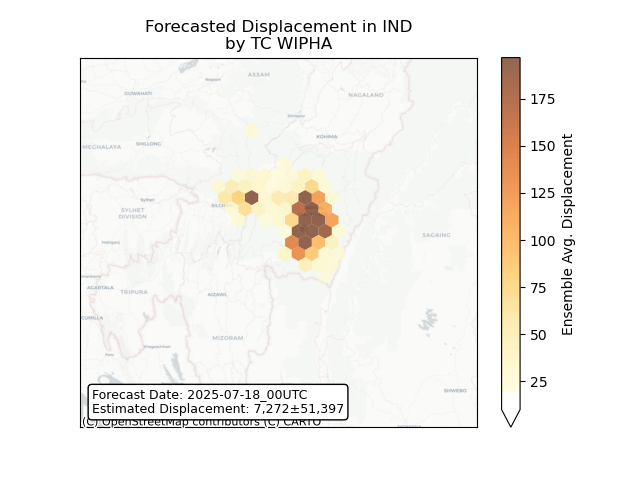 Forecasted Displacement in IND
by TC WIPHA
ASSAM
GUWAHATI
NAGALAND
KOHIMA
MEGHALAYA
SHILLONG
SYLHET
DIVISION
Sylhet
SAGAING
AGARTALA
TRIPURA
AIZAWL
MIZORAM
SHWEBO
175
150
125
100
75
50
25
Ensemble Avg. Displacement
Forecast Date: 2025-07-18_00UTC
Estimated Displacement: 7,272±51,397
(C) OpenStreetMap contributors (C) CARTO